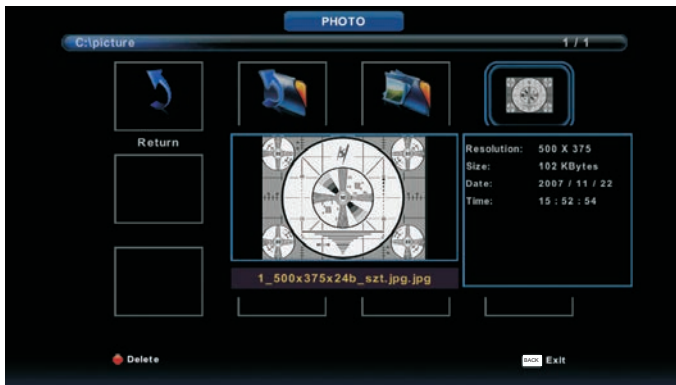 PHOTO
C:\picture 1 / 1
Return
Resolution: 500 X 375
Size: 102 KBytes
Date: 2007 / 11 / 22
Time: 15 : 52 : 54
1_500x375x24b_szt.jpg.jpg
Delete BACK Exit